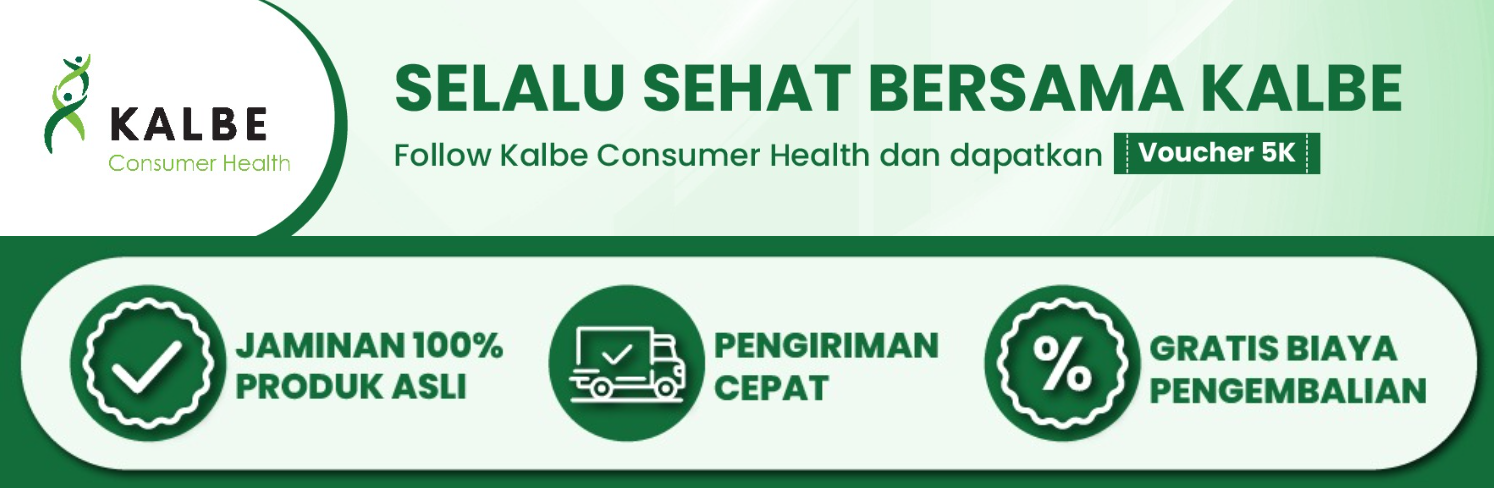 KALBE
Consumer Health
SELALU SEHAT BERSAMA KALBE
Follow Kalbe Consumer Health dan dapatkan Voucher 5K
JAMINAN 100%
PRODUK ASLI
PENGIRIMAN
CEPAT
%
GRATIS BIAYA
PENGEMBALIAN